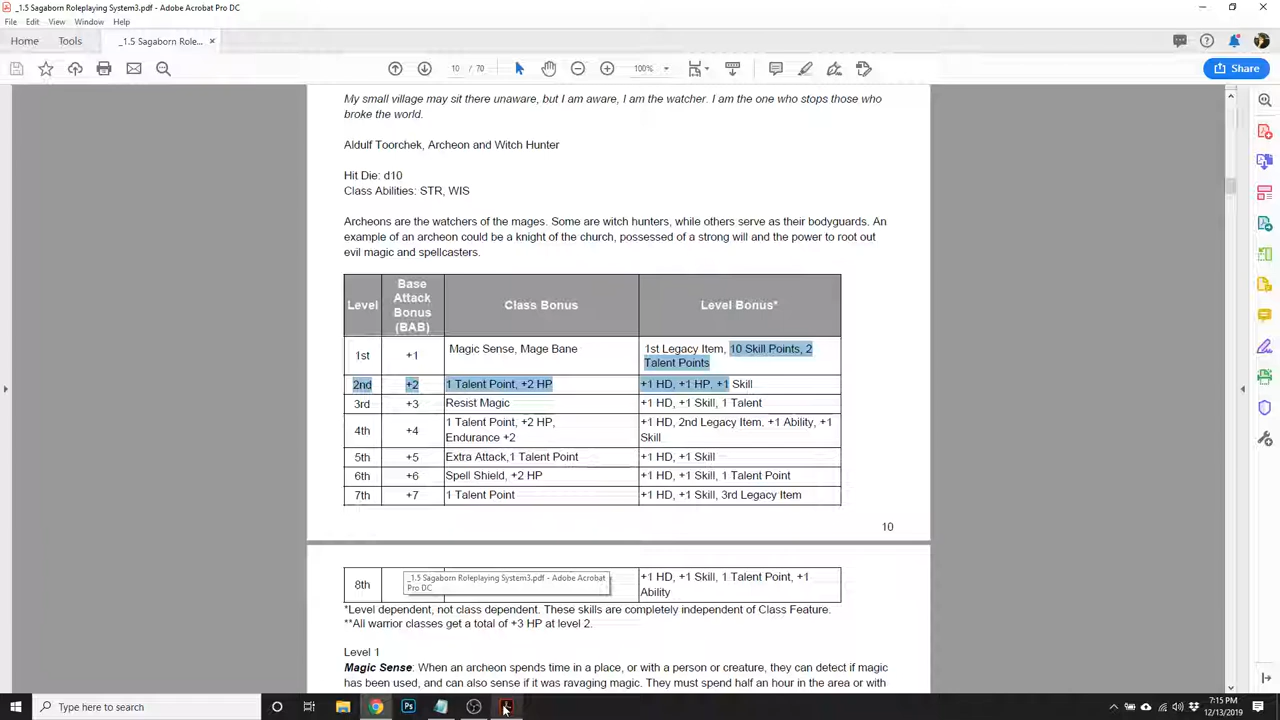 _1.5 Sagaborn Roleplaying System3.pdf - Adobe Acrobat Pro DC
File Edit View Window Help
Home Tools _1.5 Sagaborn Role... ×
10 / 70 100% Share
My small village may sit there unaware, but I am aware, I am the watcher. I am the one who stops those who
broke the world.
Aldulf Toorchek, Archeon and Witch Hunter
Hit Die: d10
Class Abilities: STR, WIS
Archeons are the watchers of the mages. Some are witch hunters, while others serve as their bodyguards. An
example of an archeon could be a knight of the church, possessed of a strong will and the power to root out
evil magic and spellcasters.
Level Base Attack Bonus (BAB) Class Bonus Level Bonus*
1st +1 Magic Sense, Mage Bane 1st Legacy Item, 10 Skill Points, 2
Talent Points
2nd +2 1 Talent Point, +2 HP +1 HD, +1 HP, +1 Skill
3rd +3 Resist Magic +1 HD, +1 Skill, 1 Talent
4th +4 1 Talent Point, +2 HP, +1 HD, 2nd Legacy Item. +1 Ability, +1
Endurance +2 Skill
5th +5 Extra Attack,1 Talent Point +1 HD, +1 Skill
6th +6 Spell Shield, +2 HP +1 HD, +1 Skill, 1 Talent Point
7th +7 1 Talent Point +1 HD, +1 Skill, 3rd Legacy Item
10
8th +1 HD, +1 Skill, 1 Talent Point, +1
Ability
_1.5 Sagaborn Roleplaying System3.pdf - Adobe Acrobat
Pro DC
*Level dependent, not class dependent. These skills are completely independent of Class Feature.
**All warrior classes get a total of +3 HP at level 2.
Level 1
Magic Sense: When an archeon spends time in a place, or with a person or creature, they can detect if magic
has been used, and can also sense if it was ravaging magic. They must spend half an hour in the area or with
Type here to search
Ps
7:15 PM
12/13/2019